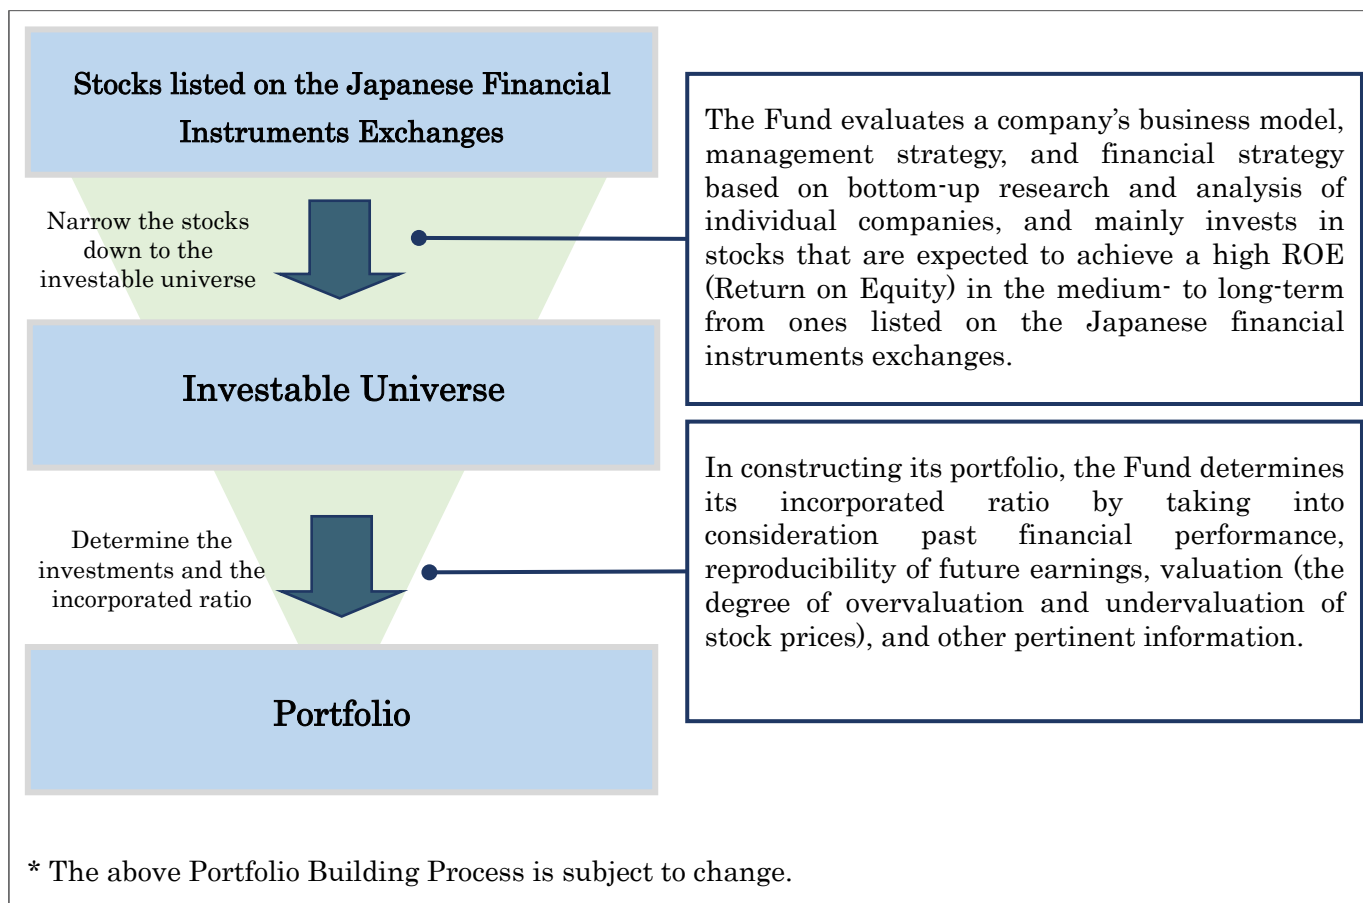 Stocks listed on the Japanese Financial
Instruments Exchanges
Narrow the stocks
down to the
investable universe
The Fund evaluates a company’s business model,
management strategy, and financial strategy
based on bottom-up research and analysis of
individual companies, and mainly invests in
stocks that are expected to achieve a high ROE
(Return on Equity) in the medium- to long-term
from ones listed on the Japanese financial
instruments exchanges.
Investable Universe
Determine the
investments and the
incorporated ratio
In constructing its portfolio, the Fund determines
its incorporated ratio by taking into
consideration past financial performance,
reproducibility of future earnings, valuation (the
degree of overvaluation and undervaluation of
stock prices), and other pertinent information.
Portfolio
* The above Portfolio Building Process is subject to change.